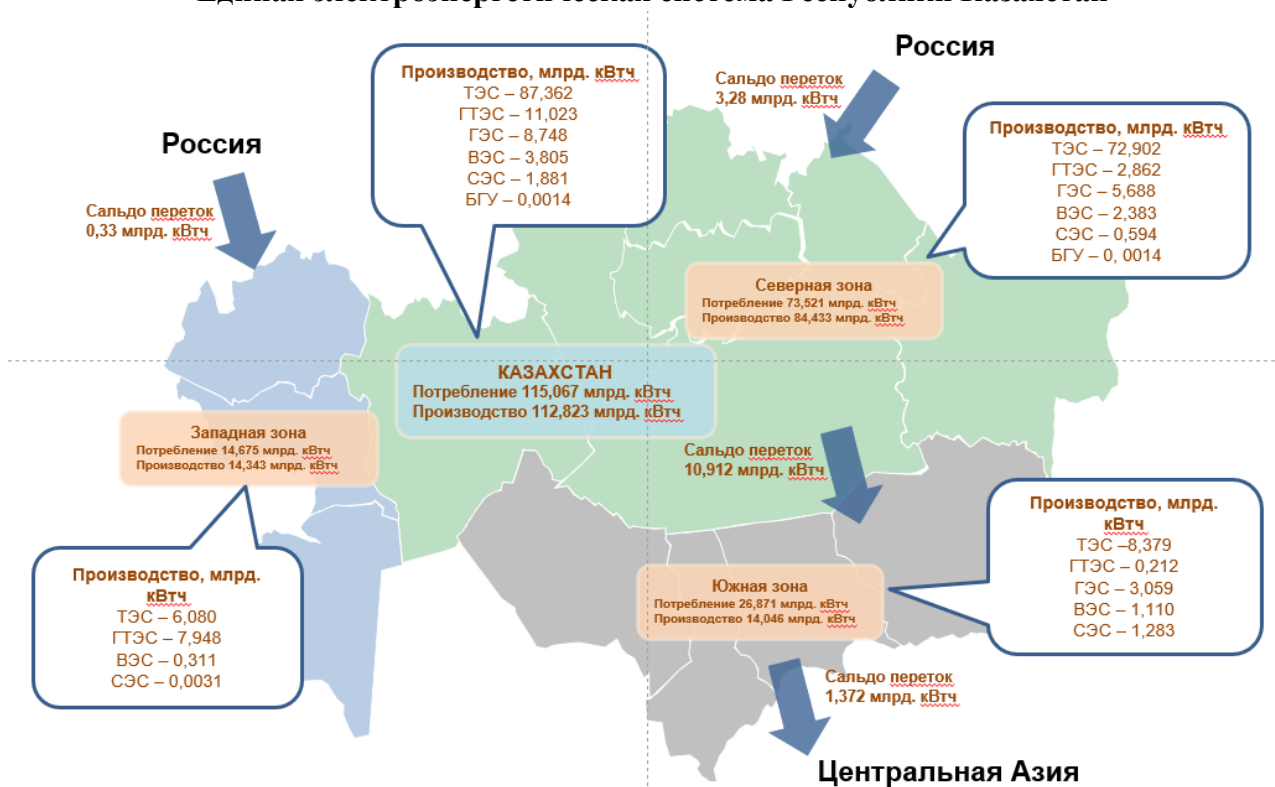 Единая электроэнергетическая система Республики Казахстан
Россия
Сальдо переток
3,28 млрд. кВтч
Производство, млрд. кВтч
ТЭС – 87,362
ГТЭС – 11,023
ГЭС – 8,748
ВЭС – 3,805
СЭС – 1,881
БГУ – 0,0014
Производство, млрд. кВтч
ТЭС – 72,902
ГТЭС – 2,862
ГЭС – 5,688
ВЭС – 2,383
СЭС – 0,594
БГУ – 0, 0014
Россия
Сальдо переток
0,33 млрд. кВтч
Северная зона
Потребление 73,521 млрд. кВтч
Производство 84,433 млрд. кВтч
КАЗАХСТАН
Потребление 115,067 млрд. кВтч
Производство 112,823 млрд. кВтч
Западная зона
Потребление 14,675 млрд. кВтч
Производство 14,343 млрд. кВтч
Сальдо переток
10,912 млрд. кВтч
Производство, млрд.
кВтч
ТЭС –8,379
ГТЭС – 0,212
ГЭС – 3,059
ВЭС – 1,110
СЭС – 1,283
Производство, млрд.
кВтч
ТЭС – 6,080
ГТЭС – 7,948
ВЭС – 0,311
СЭС – 0,0031
Южная зона
Потребление 26,871 млрд. кВтч
Производство 14,046 млрд. кВтч
Сальдо переток
1,372 млрд. кВтч
Центральная Азия